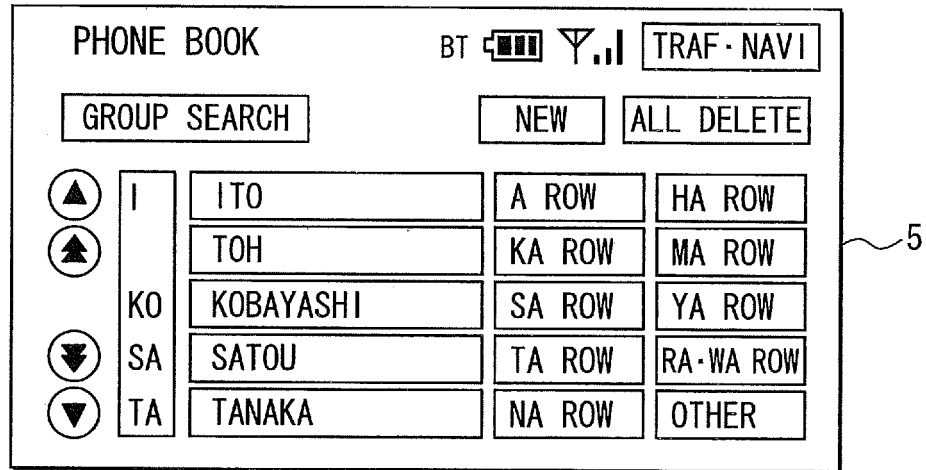 PHONE BOOK BT TRAF·NAVI
GROUP SEARCH NEW ALL DELETE
I ITO A ROW HA ROW
TOH KA ROW MA ROW
KO KOBAYASHI SA ROW YA ROW
SA SATOU TA ROW RA·WA ROW
TA TANAKA NA ROW OTHER
5